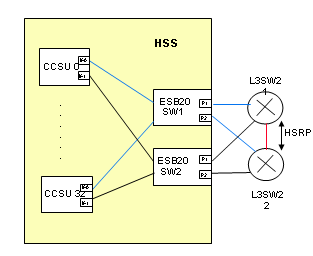 HSS
CCSU 0
ESB20
SW1
P1
P2
L3SW2
1
HSRP
ESB20
SW2
P1
P2
L3SW2
2
CCSU 32